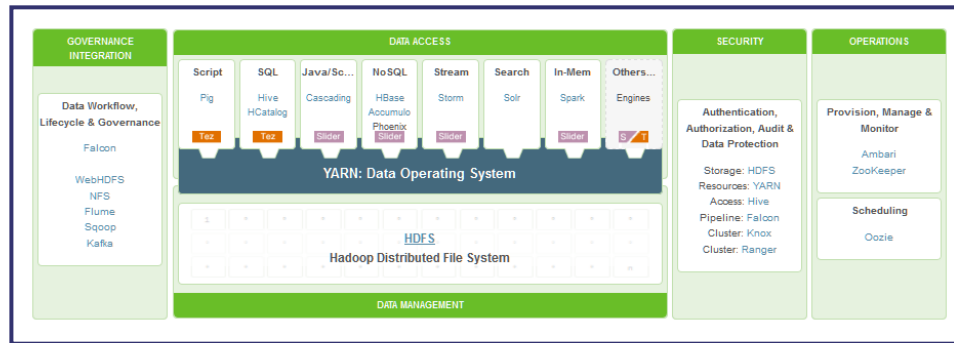 GOVERNANCE
INTEGRATION
Data Workflow,
Lifecycle & Governance
Falcon
WebHDFS
NFS
Flume
Sqoop
Kafka
DATA ACCESS
Script
Pig
Tez
SQL
Hive
HCatalog
Tez
Java/Sc...
Cascading
Slider
NoSQL
HBase
Accumulo
Phoenix
Slider
Stream
Storm
Slider
Search
Solr
In-Mem
Spark
Slider
Others...
Engines
S / T
YARN: Data Operating System
1
HDFS
Hadoop Distributed File System
DATA MANAGEMENT
SECURITY
Authentication,
Authorization, Audit &
Data Protection
Storage: HDFS
Resources: YARN
Access: Hive
Pipeline: Falcon
Cluster: Knox
Cluster: Ranger
OPERATIONS
Provision, Manage &
Monitor
Ambari
ZooKeeper
Scheduling
Oozie